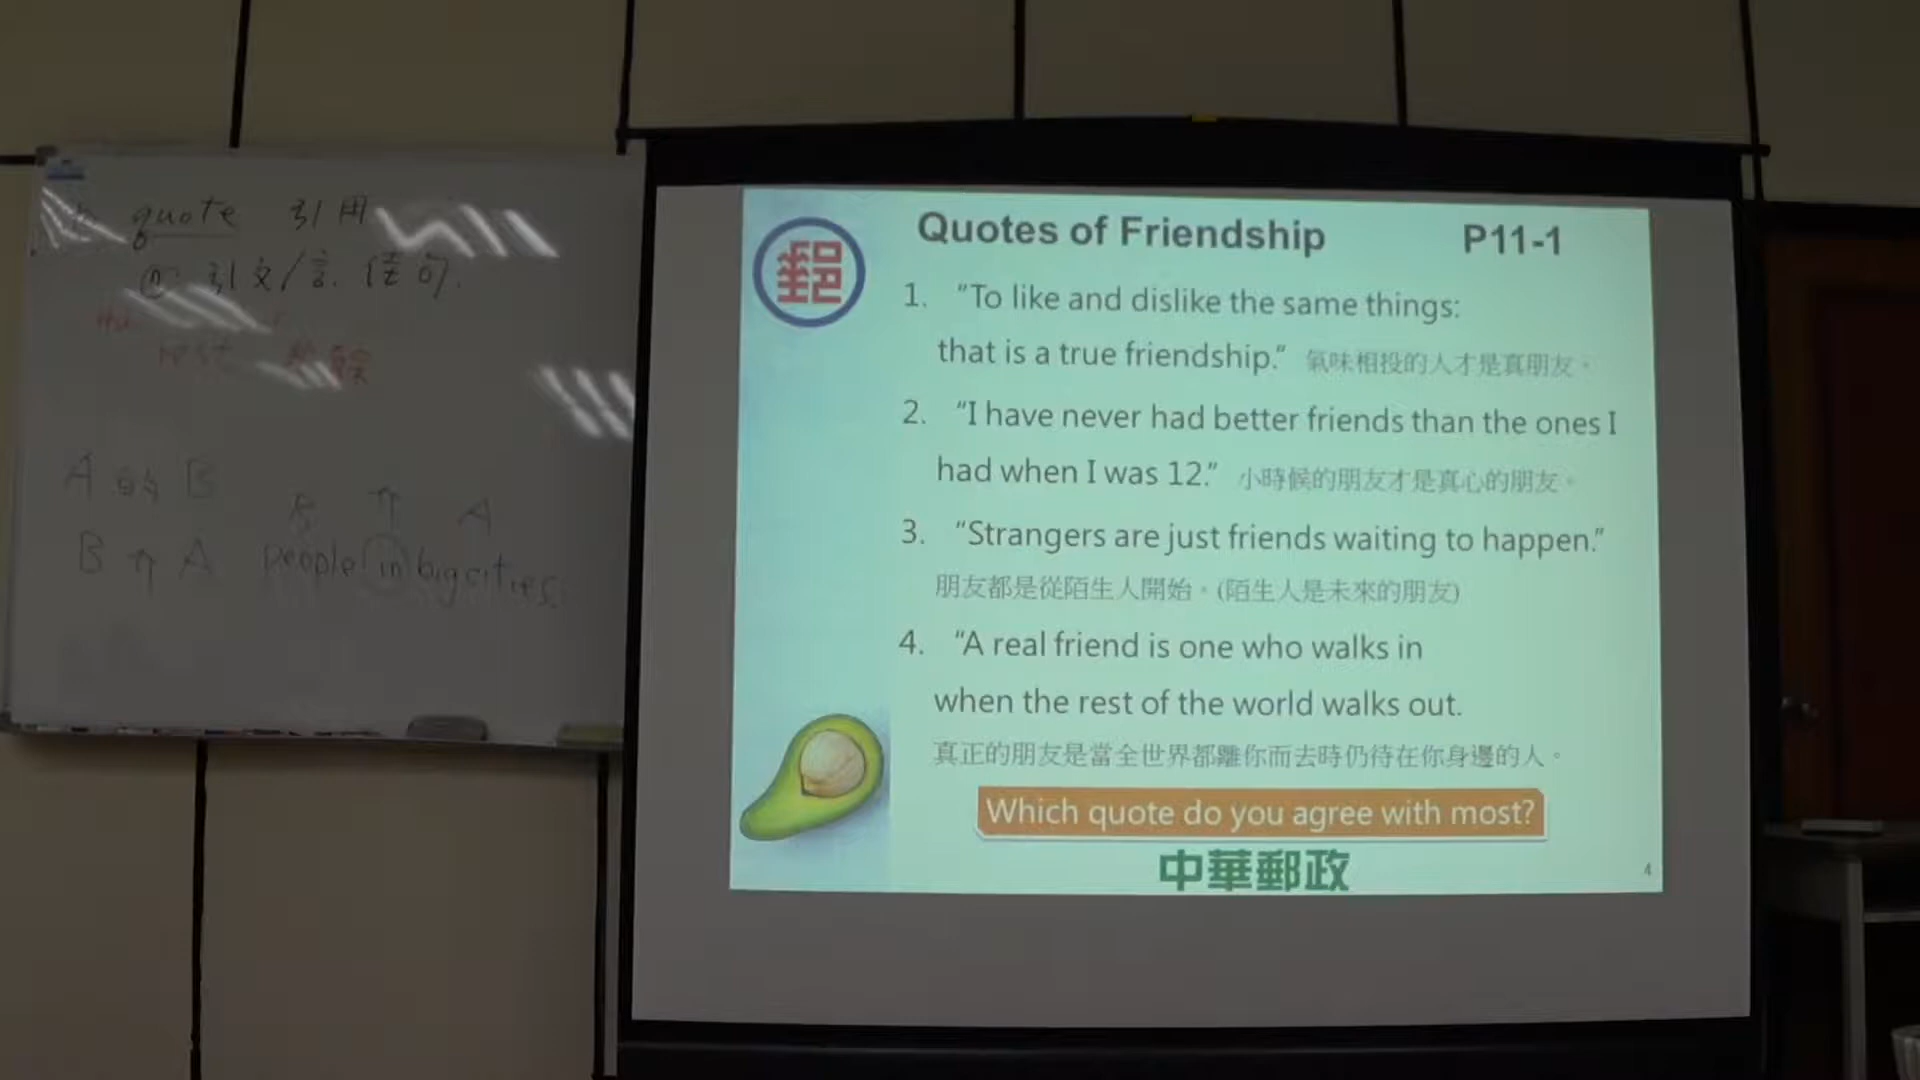 quote 引用
引文/言. 佳句.
rest 其餘
A 的 B
B 的 A
people in big cities.
郵
Quotes of Friendship P11-1
1. “To like and dislike the same things:
that is a true friendship.” 氣味相投的人才是真朋友。
2. “I have never had better friends than the ones I
had when I was 12.” 小時候的朋友才是真心的朋友。
3. “Strangers are just friends waiting to happen.”
朋友都是從陌生人開始。(陌生人是未來的朋友)
4. “A real friend is one who walks in
when the rest of the world walks out.
真正的朋友是當全世界都離你而去時仍待在你身邊的人。
Which quote do you agree with most?
中華郵政
4